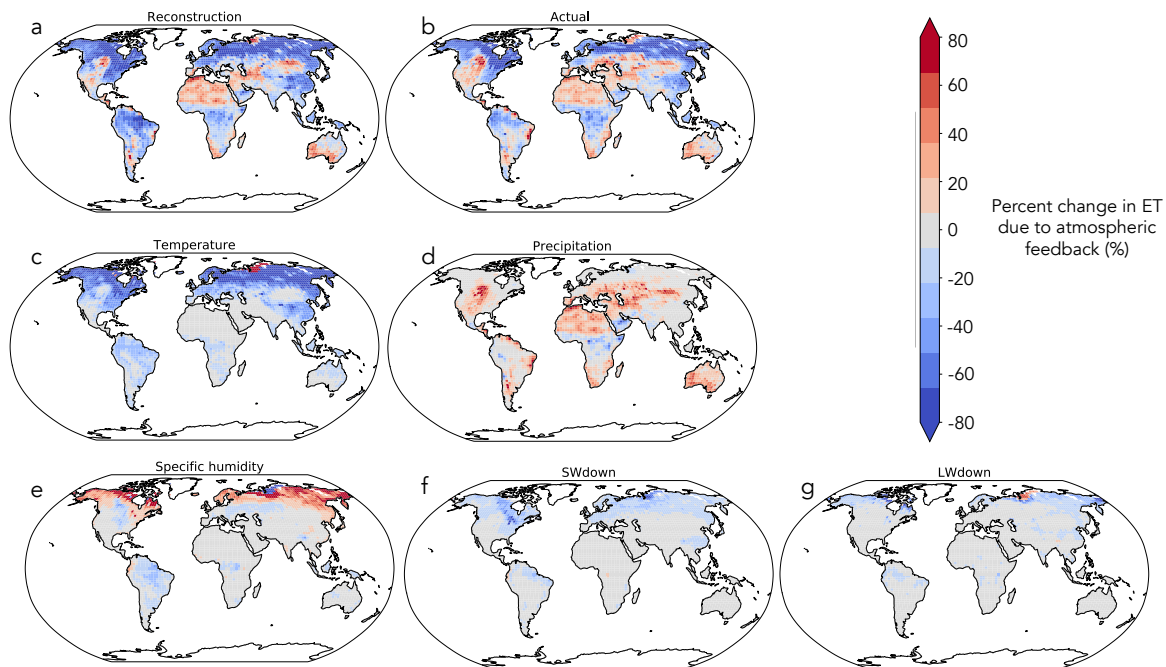 a
Reconstruction
b
Actual
c
Temperature
d
Precipitation
e
Specific humidity
f
SWdown
g
LWdown
80
60
40
20
0
-20
-40
-60
-80
Percent change in ET
due to atmospheric
feedback (%)